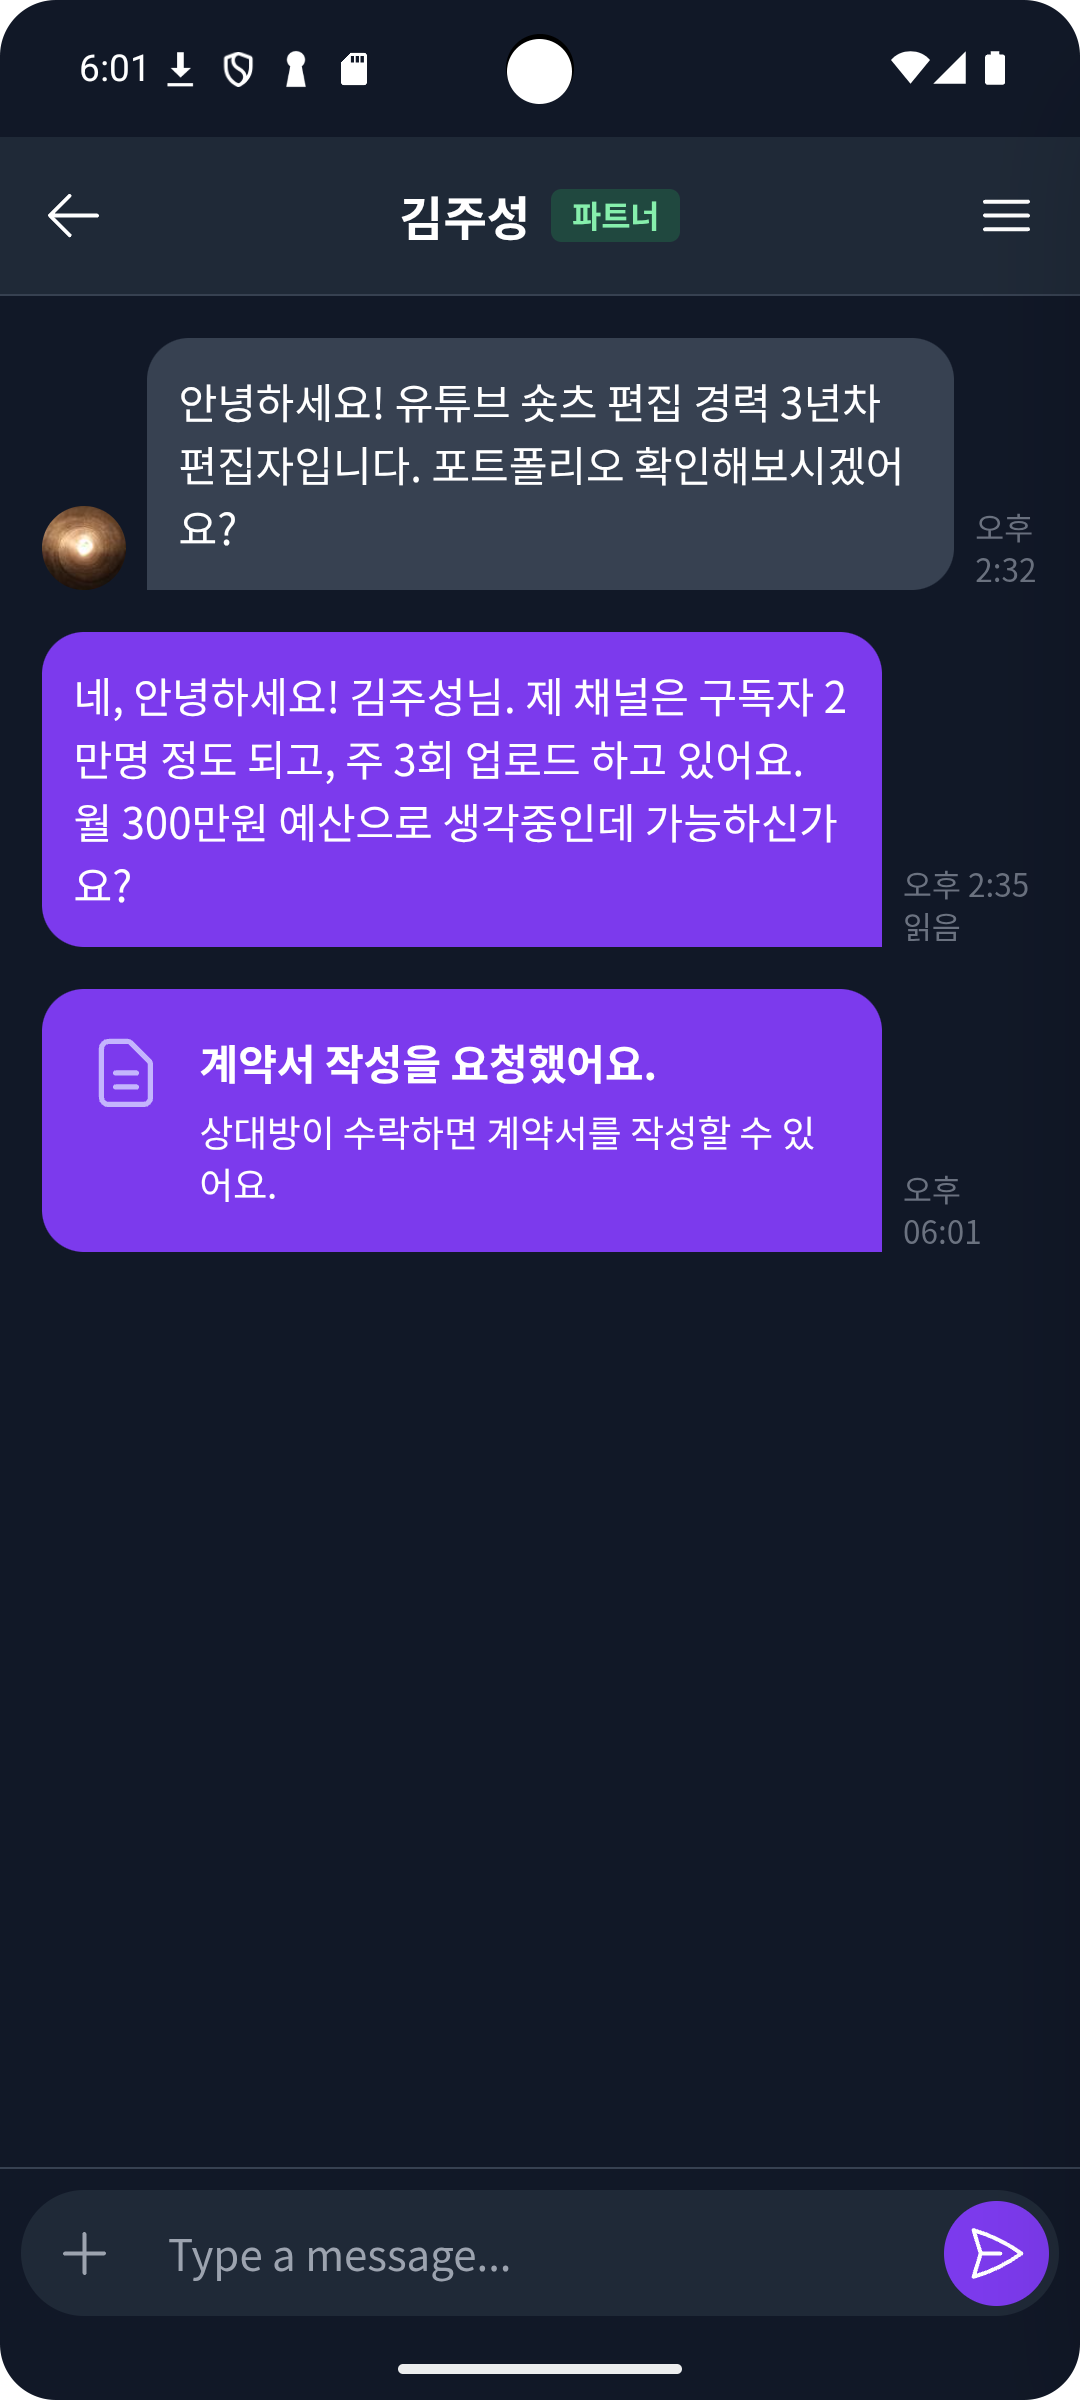 6:01
김주성 파트너
안녕하세요! 유튜브 숏츠 편집 경력 3년차
편집자입니다. 포트폴리오 확인해보시겠어
요?
오후
2:32
네, 안녕하세요! 김주성님. 제 채널은 구독자 2
만명 정도 되고, 주 3회 업로드 하고 있어요.
월 300만원 예산으로 생각중인데 가능하신가
요?
오후 2:35
읽음
계약서 작성을 요청했어요.
상대방이 수락하면 계약서를 작성할 수 있
어요.
오후
06:01
Type a message...